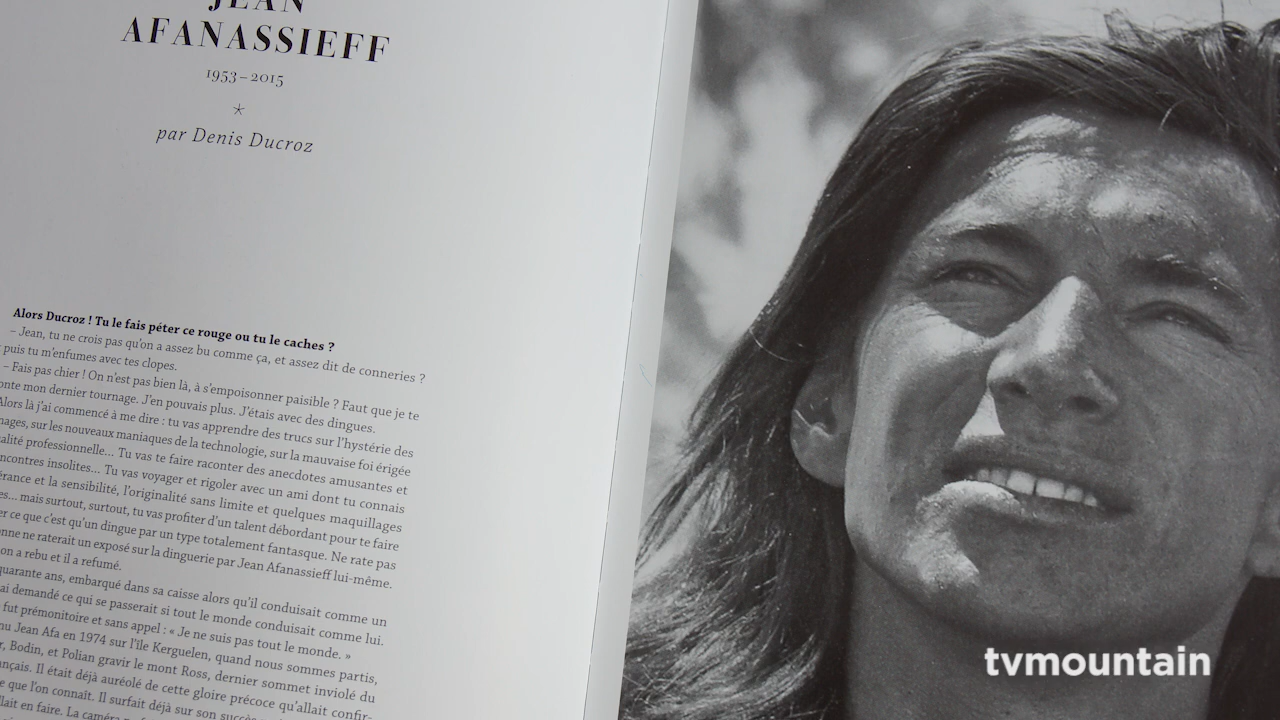 JEAN
AFANASSIEFF
1953–2015
*
par Denis Ducroz
Alors Ducroz ! Tu le fais péter ce rouge ou tu le caches ?
– Jean, tu ne crois pas qu'on a assez bu comme ça, et assez dit de conneries ?
puis tu m'enfumes avec tes clopes.
– Fais pas chier ! On n'est pas bien là, à s'empoisonner paisible ? Faut que je te
onte mon dernier tournage. J'en pouvais plus. J'étais avec des dingues.
Alors là j'ai commencé à me dire : tu vas apprendre des trucs sur l'hystérie des
nages, sur les nouveaux maniaques de la technologie, sur la mauvaise foi érigée
alité professionnelle… Tu vas te faire raconter des anecdotes amusantes et
ncontres insolites… Tu vas voyager et rigoler avec un ami dont tu connais
érance et la sensibilité, l'originalité sans limite et quelques maquillages
es… mais surtout, surtout, tu vas profiter d'un talent débordant pour te faire
er ce que c'est qu'un dingue par un type totalement fantasque. Ne rate pas
onne ne raterait un exposé sur la dinguerie par Jean Afanassieff lui-même.
on a rebu et il a refumé.
quarante ans, embarqué dans sa caisse alors qu'il conduisait comme un
ai demandé ce qui se passerait si tout le monde conduisait comme lui.
fut prémonitoire et sans appel : « Je ne suis pas tout le monde. »
nu Jean Afa en 1974 sur l'île Kerguelen, quand nous sommes partis,
r, Bodin, et Polian gravir le mont Ross, dernier sommet inviolé du
nçais. Il était déjà auréolé de cette gloire précoce qu'allait confir-
e que l'on connaît. Il surfait déjà sur son succès
llait en faire. La caméra
tvmountain